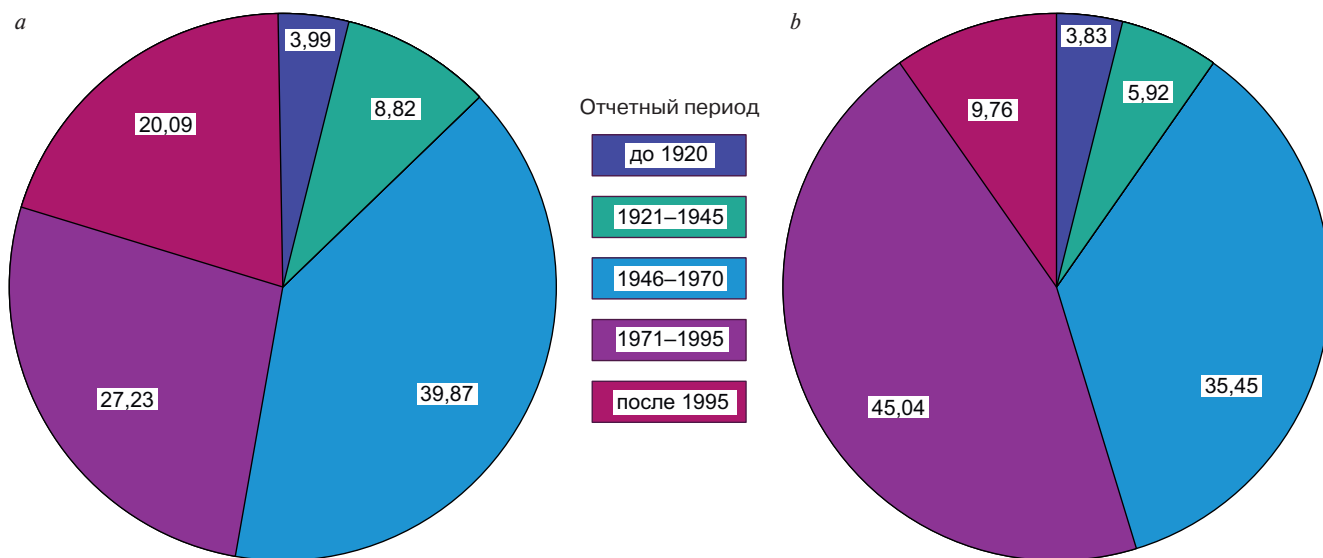 a
3,99
8,82
20,09
27,23
39,87
Отчетный период
до 1920
1921–1945
1946–1970
1971–1995
после 1995
b
3,83
5,92
9,76
45,04
35,45